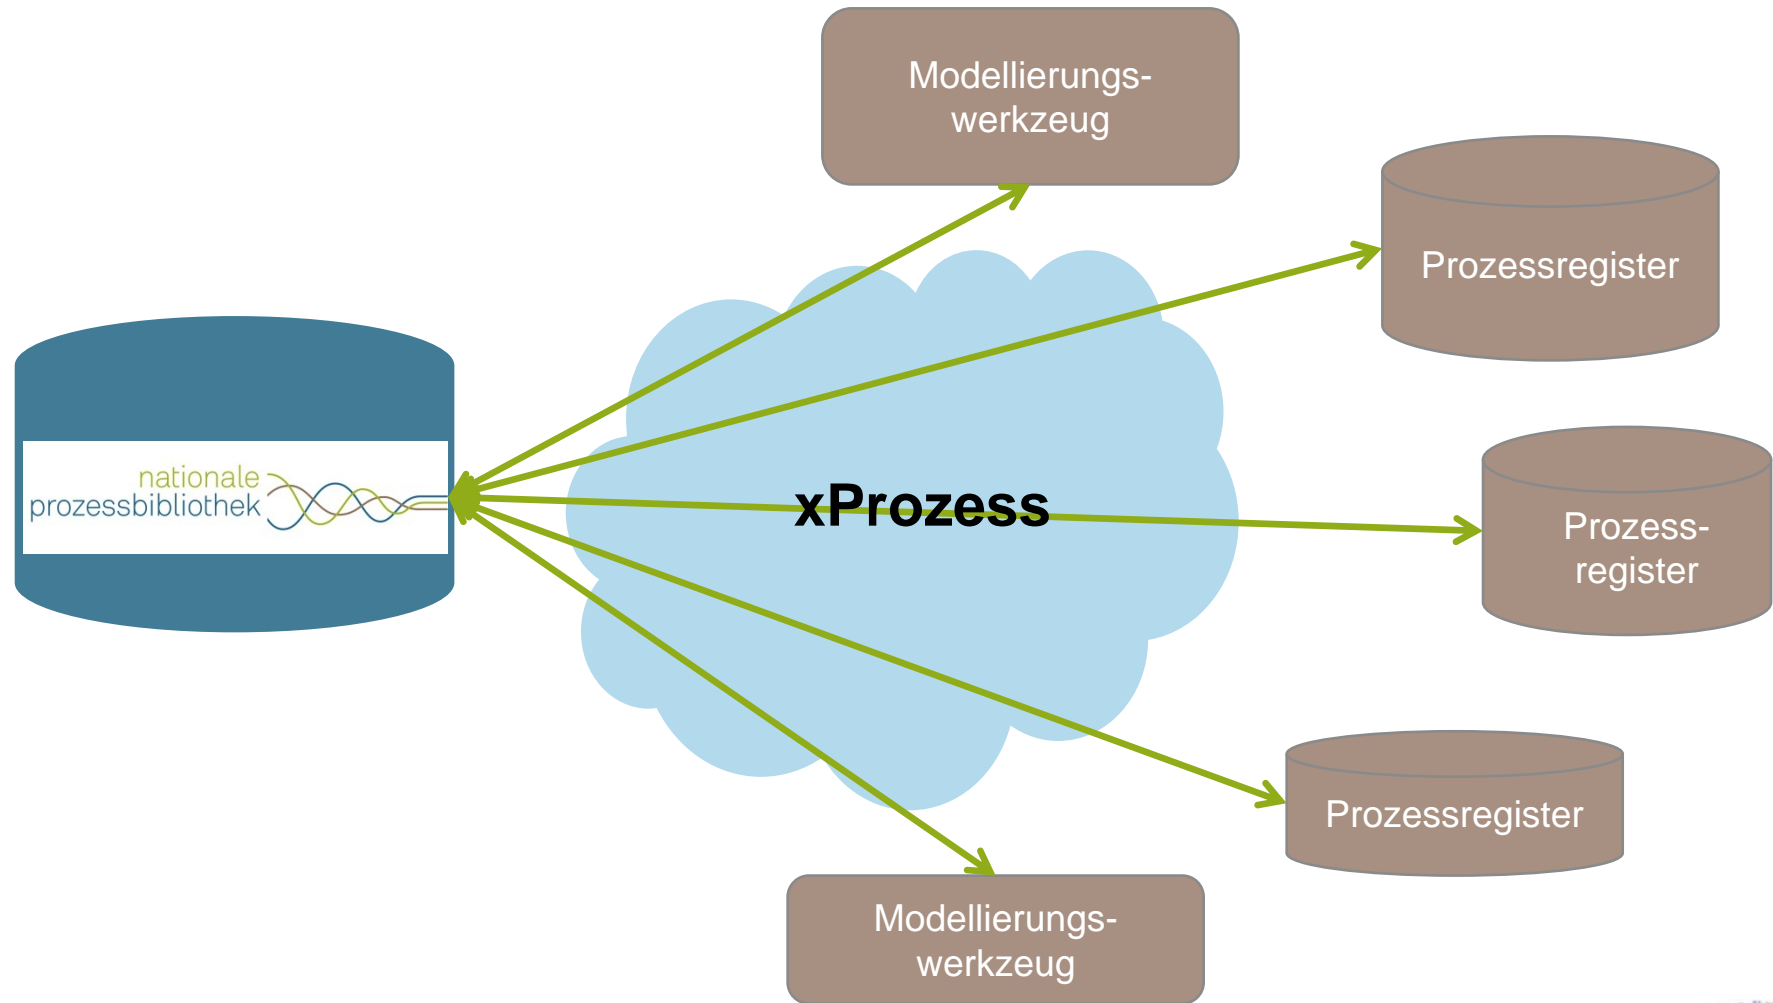 Modellierungs-
werkzeug
Prozessregister
nationale
prozessbibliothek
xProzess
Prozess-
register
Prozessregister
Modellierungs-
werkzeug